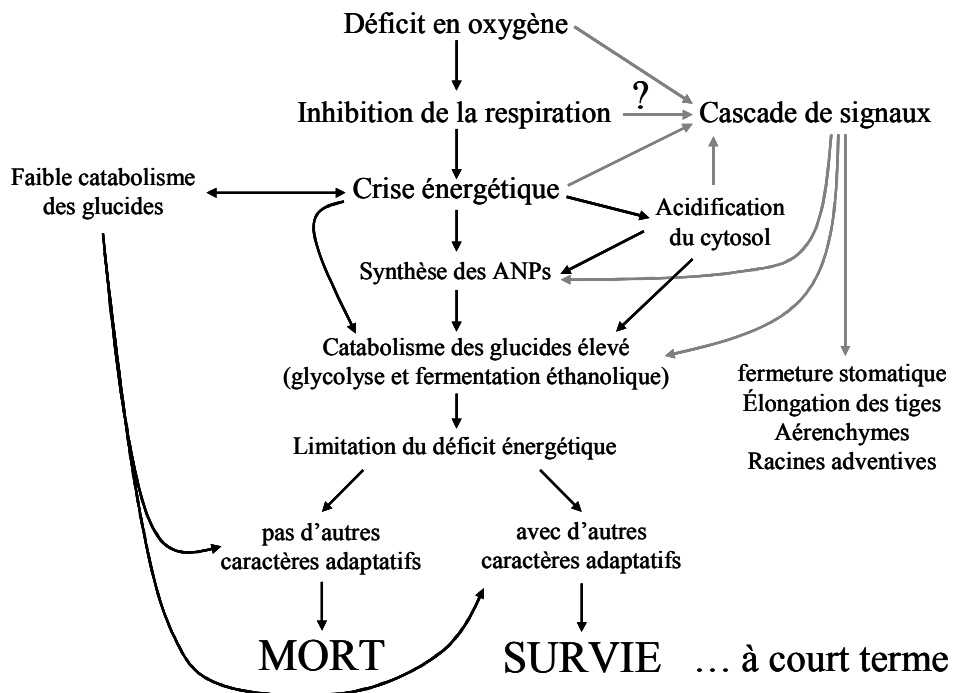 Déficit en oxygène
?
Inhibition de la respiration
Cascade de signaux
Faible catabolisme
des glucides
Crise énergétique
Acidification
du cytosol
Synthèse des ANPs
Catabolisme des glucides élevé
(glycolyse et fermentation éthanolique)
fermeture stomatique
Élongation des tiges
Aérenchymes
Racines adventives
Limitation du déficit énergétique
pas d'autres
caractères adaptatifs
avec d'autres
caractères adaptatifs
MORT
SURVIE … à court terme